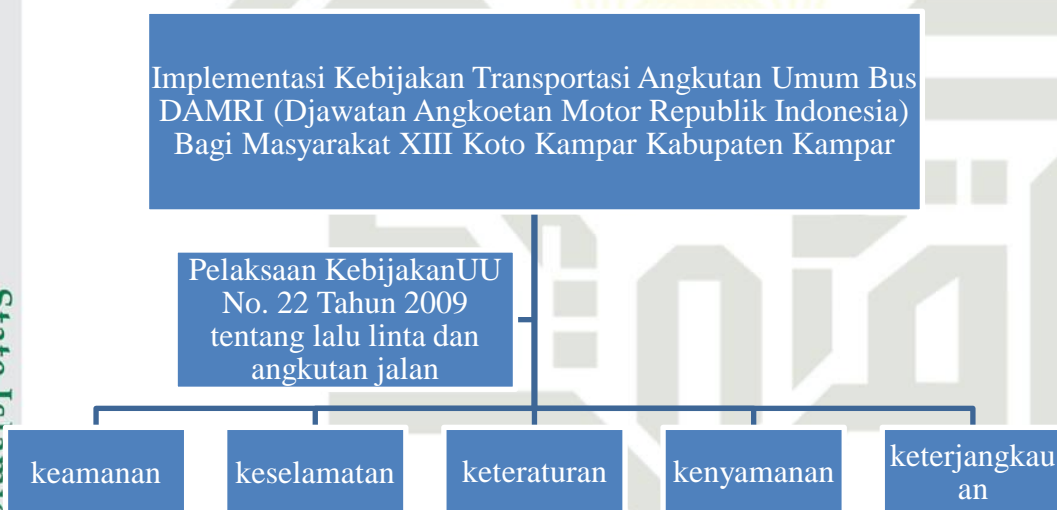 Implementasi Kebijakan Transportasi Angkutan Umum Bus
DAMRI (Djawatan Angkoetan Motor Republik Indonesia)
Bagi Masyarakat XIII Koto Kampar Kabupaten Kampar
Pelaksaan KebijakanUU
No. 22 Tahun 2009
tentang lalu linta dan
angkutan jalan
keamanan
keselamatan
keteraturan
kenyamanan
keterjangkau
an